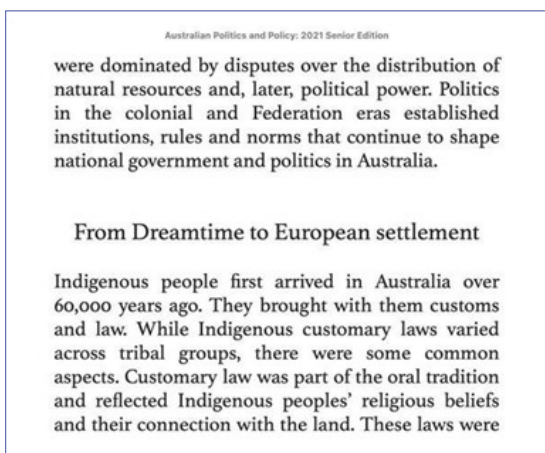 Australian Politics and Policy: 2021 Senior Edition
were dominated by disputes over the distribution of
natural resources and, later, political power. Politics
in the colonial and Federation eras established
institutions, rules and norms that continue to shape
national government and politics in Australia.
From Dreamtime to European settlement
Indigenous people first arrived in Australia over
60,000 years ago. They brought with them customs
and law. While Indigenous customary laws varied
across tribal groups, there were some common
aspects. Customary law was part of the oral tradition
and reflected Indigenous peoples’ religious beliefs
and their connection with the land. These laws were